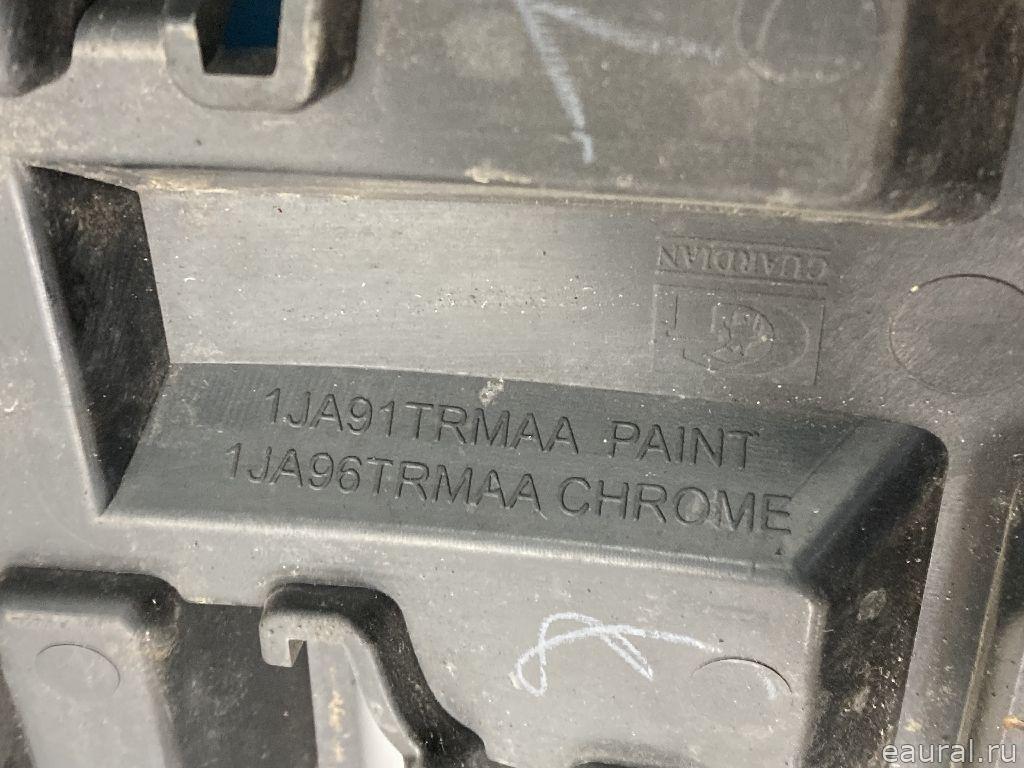 GUARDIAN
1JA91TRMAA PAINT
1JA96TRMAA CHROME
eaural.ru